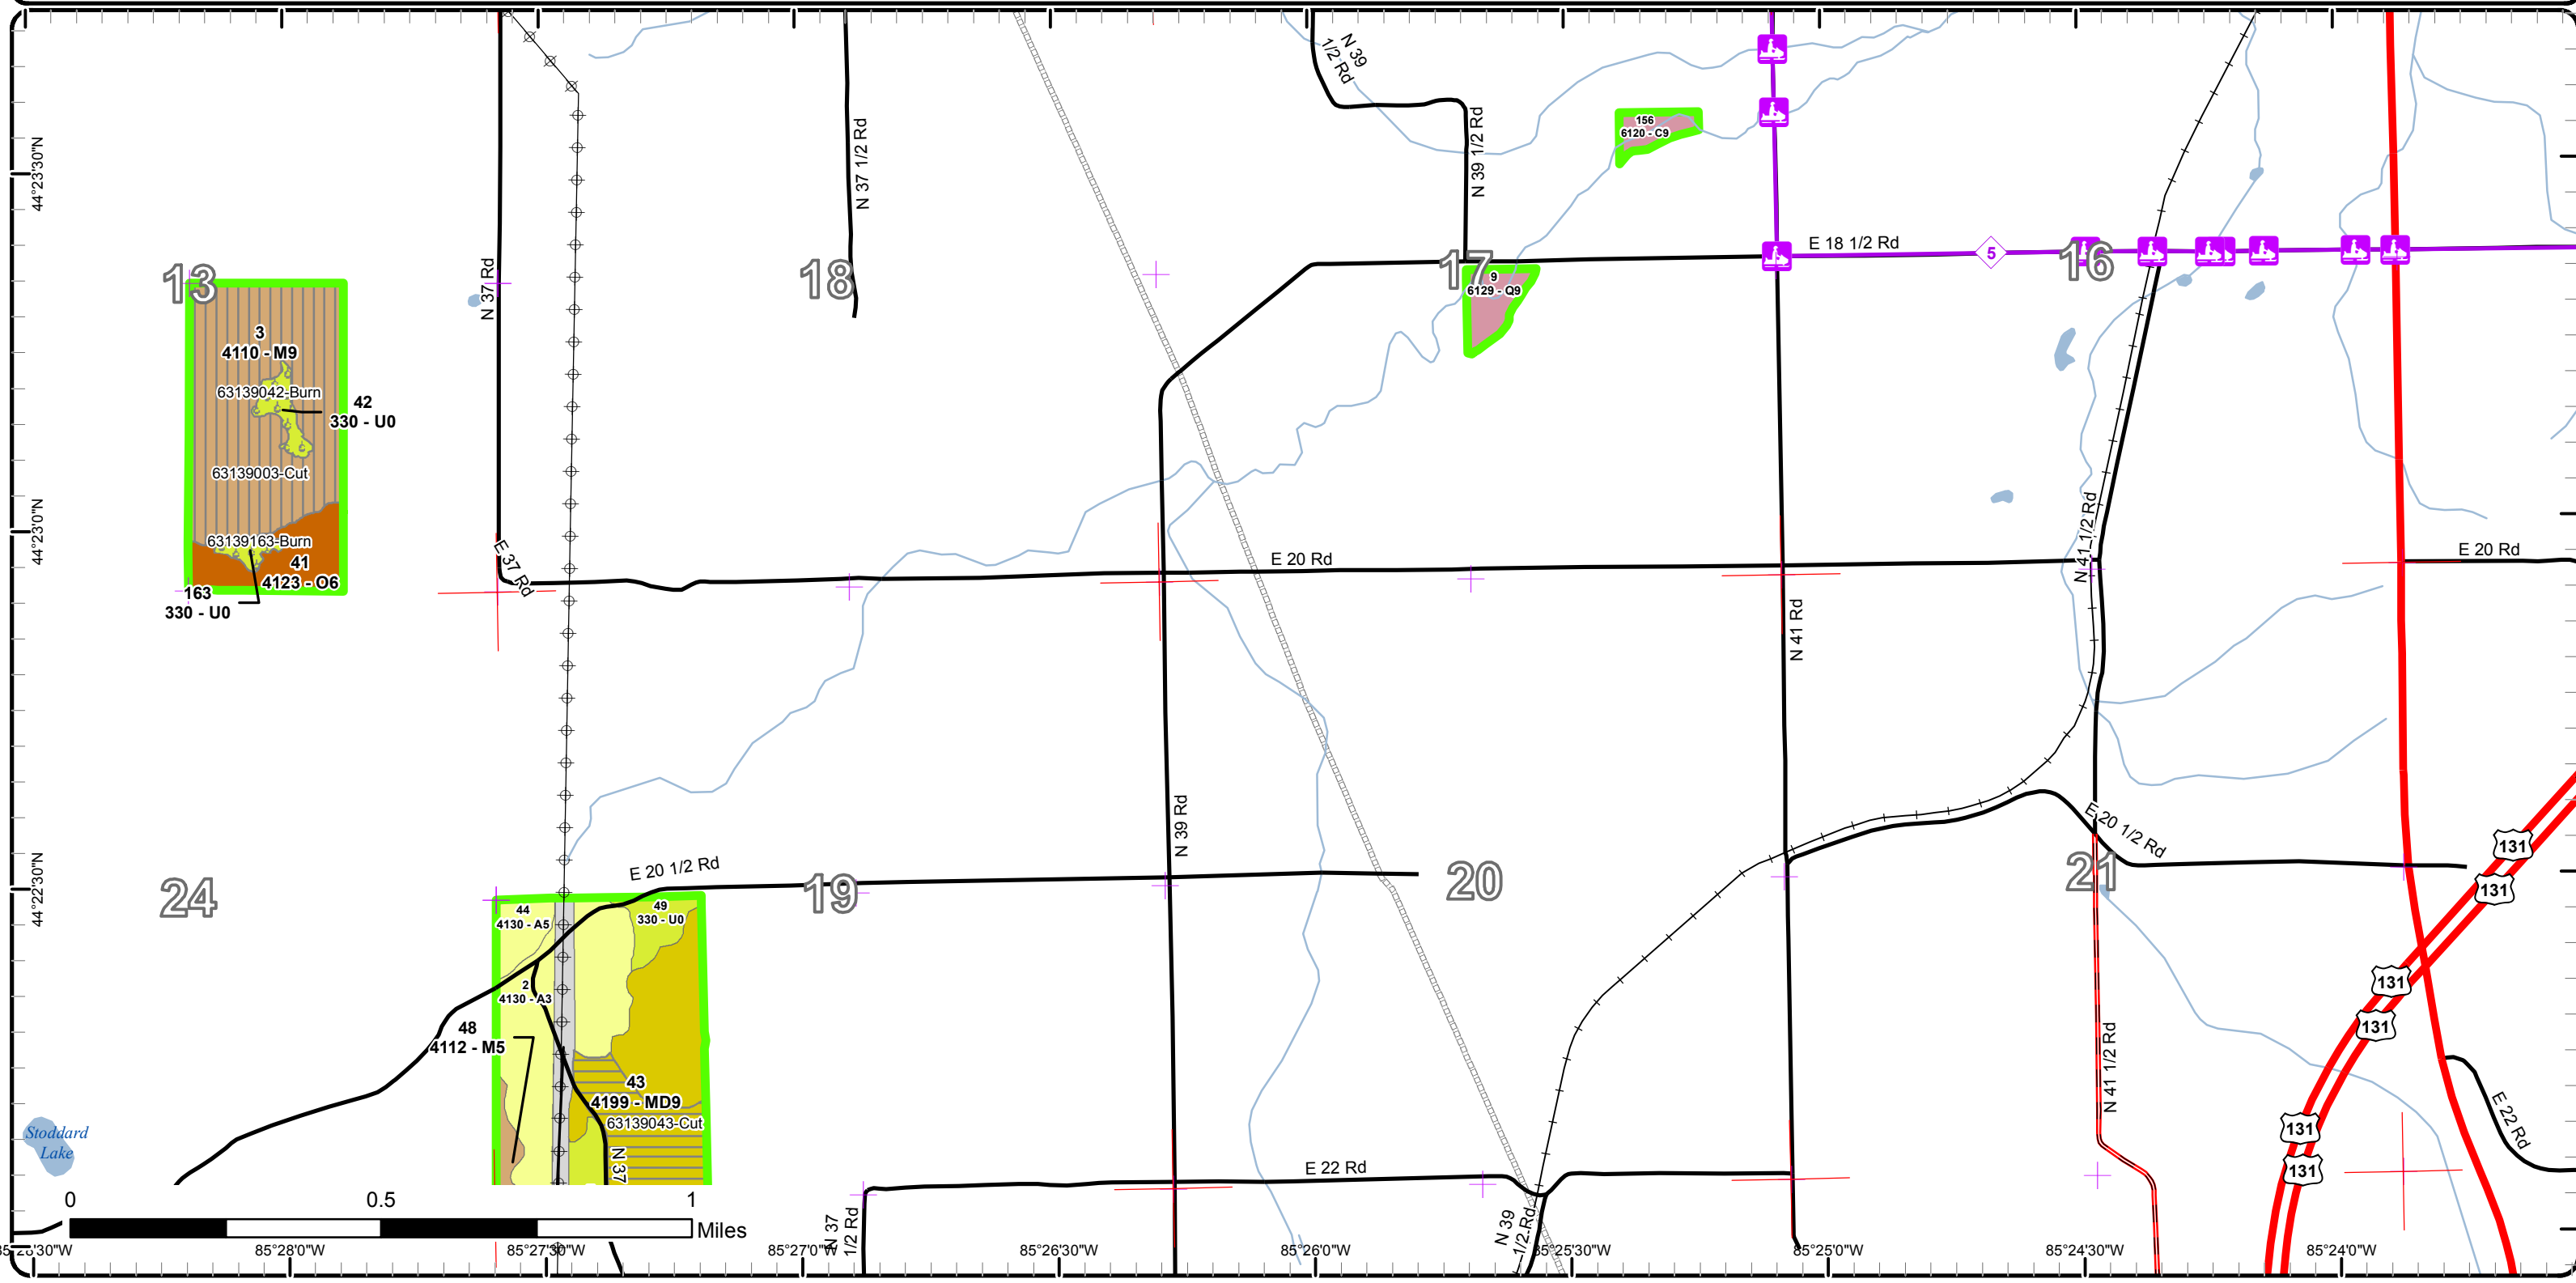 N 39
1/2 Rd
44°23'30"N
N 37 1/2 Rd
N 39 1/2 Rd
156
6120 - C9
E 18 1/2 Rd
5
13
18
17
16
N 37 Rd
9
6129 - Q9
3
4110 - M9
63139042-Burn
42
330 - U0
63139003-Cut
44°23'0"N
N 41 1/2 Rd
63139163-Burn
41
4123 - O6
163
330 - U0
E 37 Rd
E 20 Rd
E 20 Rd
N 41 Rd
N 39 Rd
E 20 1/2 Rd
E 20 1/2 Rd
131
131
44°22'30"N
24
19
20
21
44
4130 - A5
49
330 - U0
2
4130 - A3
131
131
48
4112 - M5
43
4199 - MD9
63139043-Cut
N 41 1/2 Rd
Stoddard
Lake
N 37
E 22 Rd
E 22 Rd
131
131
0
0.5
1
Miles
N 37
1/2 Rd
N 39
1/2 Rd
85°28'0"W
85°27'30"W
85°27'0"W
85°26'30"W
85°26'0"W
85°25'30"W
85°25'0"W
85°24'30"W
85°24'0"W